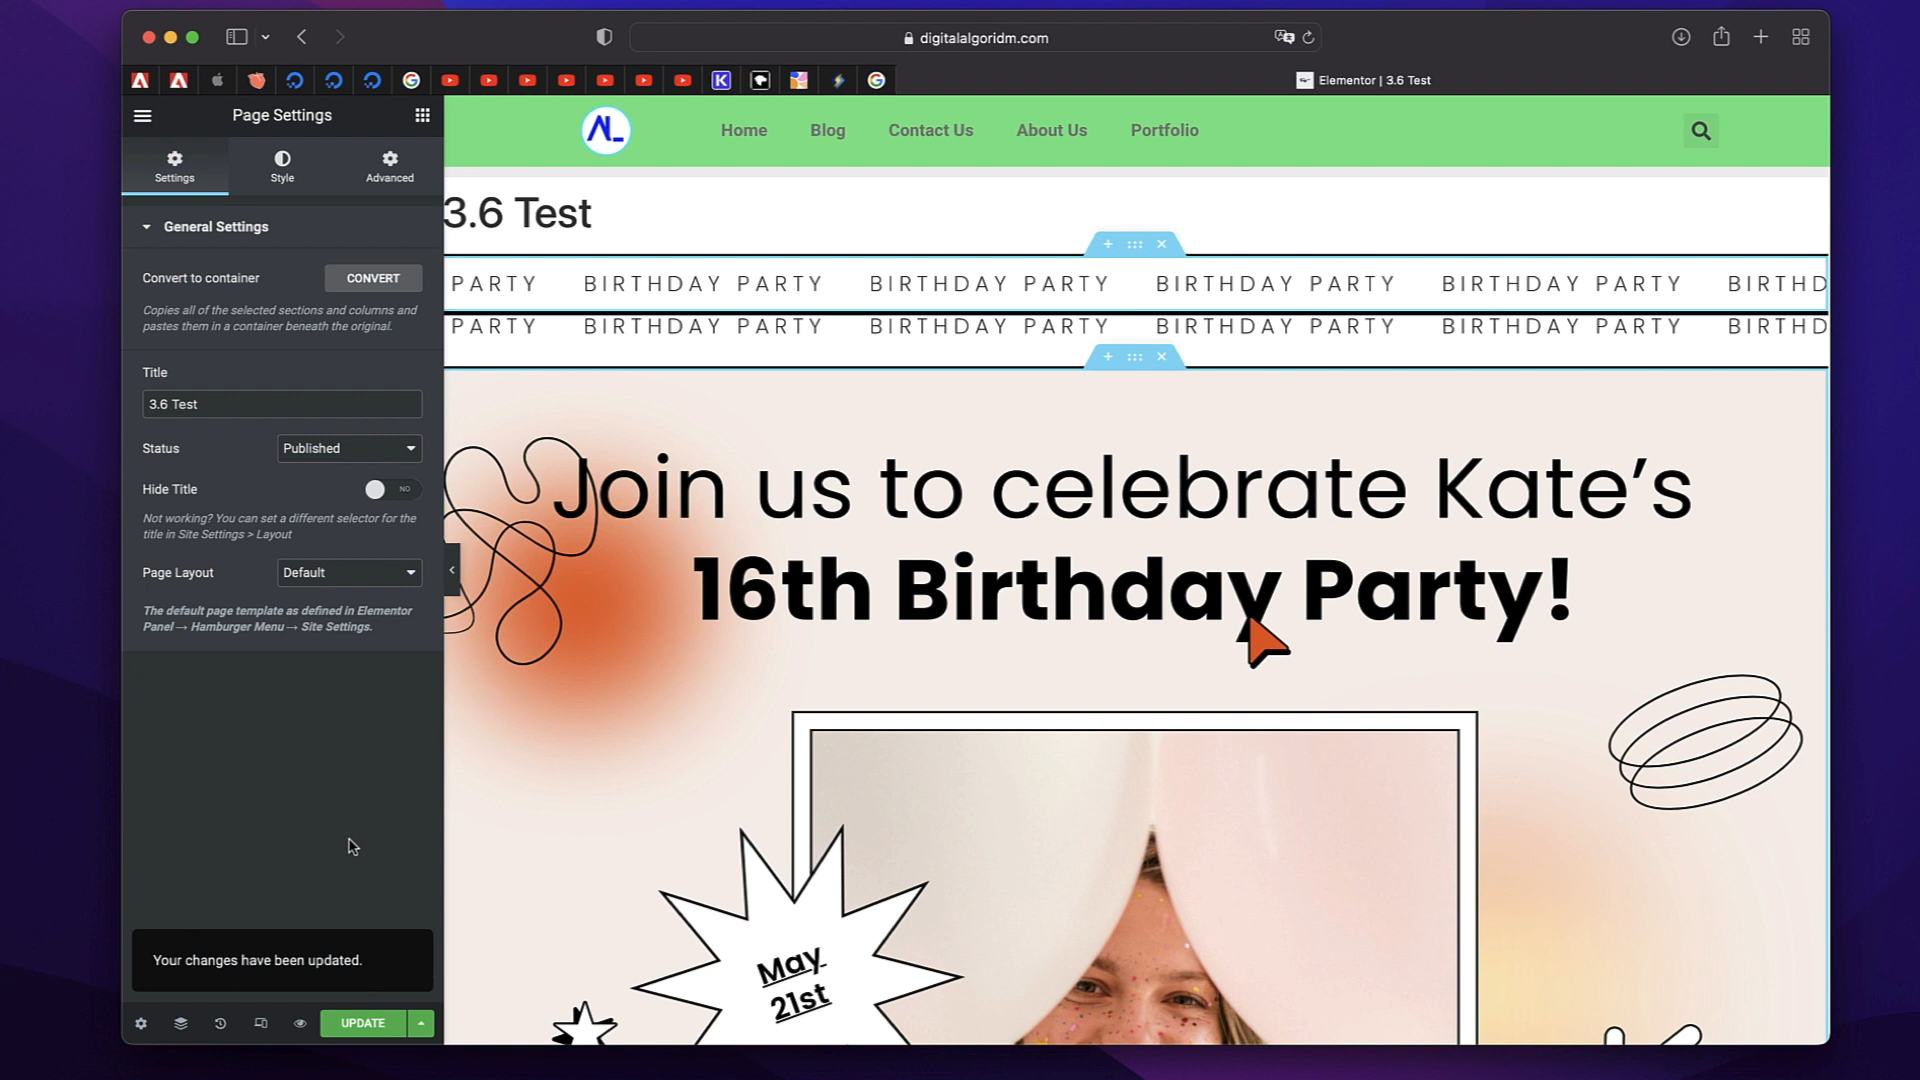 digitalalgoridm.com
Elementor | 3.6 Test
Page Settings
Settings
Style
Advanced
General Settings
Convert to container
CONVERT
Copies all of the selected sections and columns and
pastes them in a container beneath the original.
Title
3.6 Test
Status
Published
Hide Title
NO
Not working? You can set a different selector for the
title in Site Settings > Layout
Page Layout
Default
The default page template as defined in Elementor
Panel → Hamburger Menu → Site Settings.
Your changes have been updated.
UPDATE
AL_
Home
Blog
Contact Us
About Us
Portfolio
3.6 Test
PARTY BIRTHDAY PARTY BIRTHDAY PARTY BIRTHDAY PARTY BIRTHDAY PARTY BIRTHD
PARTY BIRTHDAY PARTY BIRTHDAY PARTY BIRTHDAY PARTY BIRTHDAY PARTY BIRTHD
Join us to celebrate Kate’s
16th Birthday Party!
May
21st